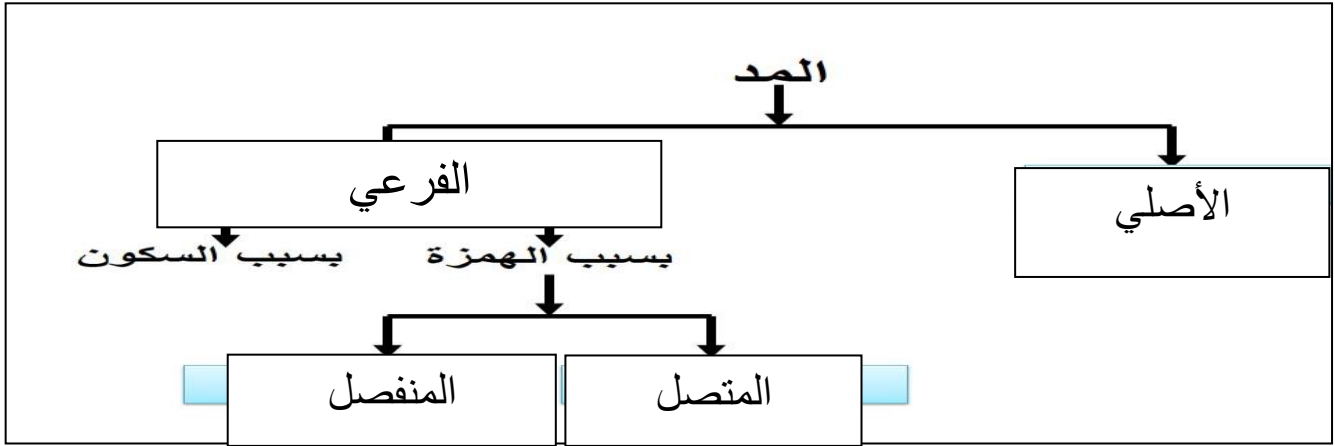 المد
الأصلي
الفرعي
بسبب الهمزة
بسبب السكون
المتصل
المنفصل